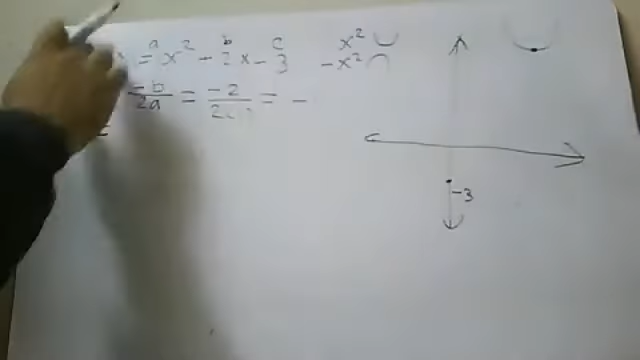 a b c
= x² - 2x - 3
x²
-x²
-b/2a = -2/2 = -
-3